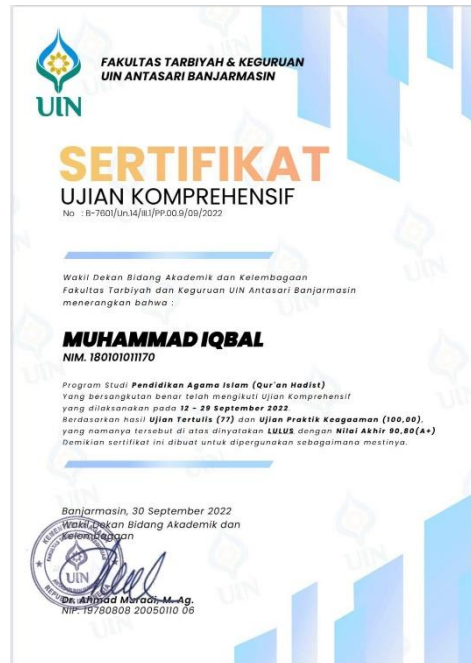 FAKULTAS TARBIYAH & KEGURUAN
UIN ANTASARI BANJARMASIN
UIN
SERTIFIKAT
UJIAN KOMPREHENSIF
No : B-7601/Un.14/III.1/PP.00.9/09/2022
Wakil Dekan Bidang Akademik dan Kelembagaan
Fakultas Tarbiyah dan Keguruan UIN Antasari Banjarmasin
menerangkan bahwa :
MUHAMMAD IQBAL
NIM. 180101011170
Program Studi Pendidikan Agama Islam (Qur'an Hadist)
Yang bersangkutan benar telah mengikuti Ujian Komprehensif
yang dilaksanakan pada 12 - 29 September 2022.
Berdasarkan hasil Ujian Tertulis (77) dan Ujian Praktik Keagaaman (100,00),
yang namanya tersebut di atas dinyatakan LULUS dengan Nilai Akhir 90,80(A+)
Demikian sertifikat ini dibuat untuk dipergunakan sebagaimana mestinya.
Banjarmasin, 30 September 2022
Wakil Dekan Bidang Akademik dan
Kelembagaan
UIN
Dr. Ahmad Muradi, M. Ag.
NIP. 19780808 20050110 06